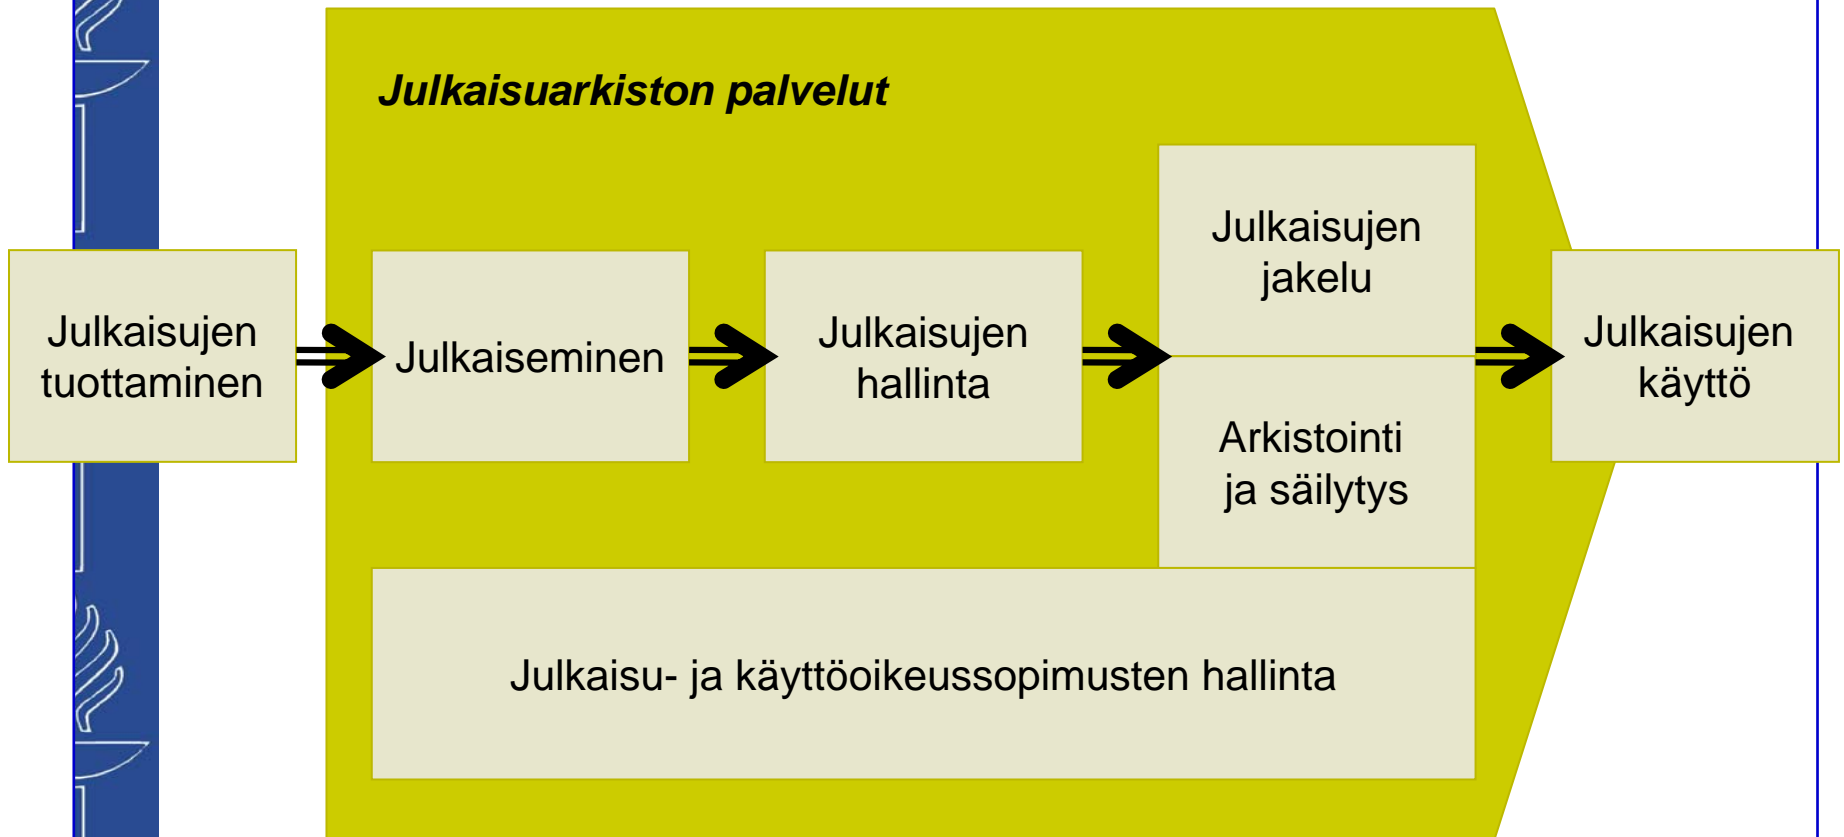 Julkaisuarkiston palvelut
Julkaisujen
tuottaminen
Julkaiseminen
Julkaisujen
hallinta
Julkaisujen
jakelu
Arkistointi
ja säilytys
Julkaisujen
käyttö
Julkaisu- ja käyttöoikeussopimusten hallinta